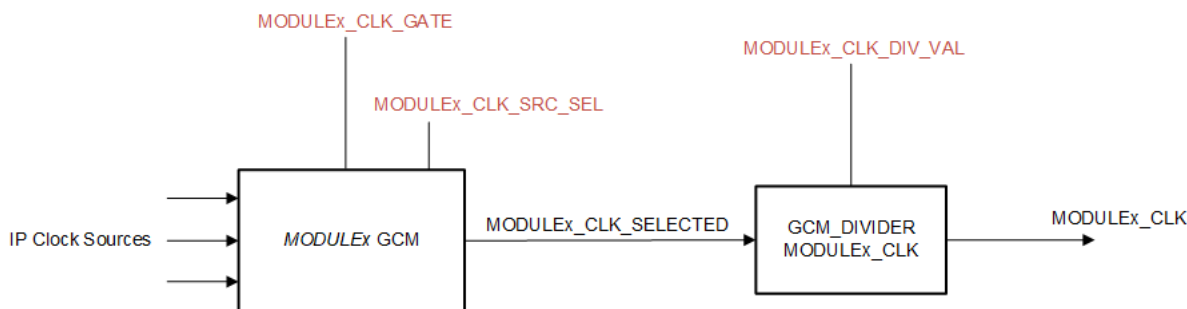 MODULEx_CLK_GATE
MODULEx_CLK_DIV_VAL
MODULEx_CLK_SRC_SEL
IP Clock Sources
MODULEx GCM
MODULEx_CLK_SELECTED
GCM_DIVIDER
MODULEx_CLK
MODULEx_CLK